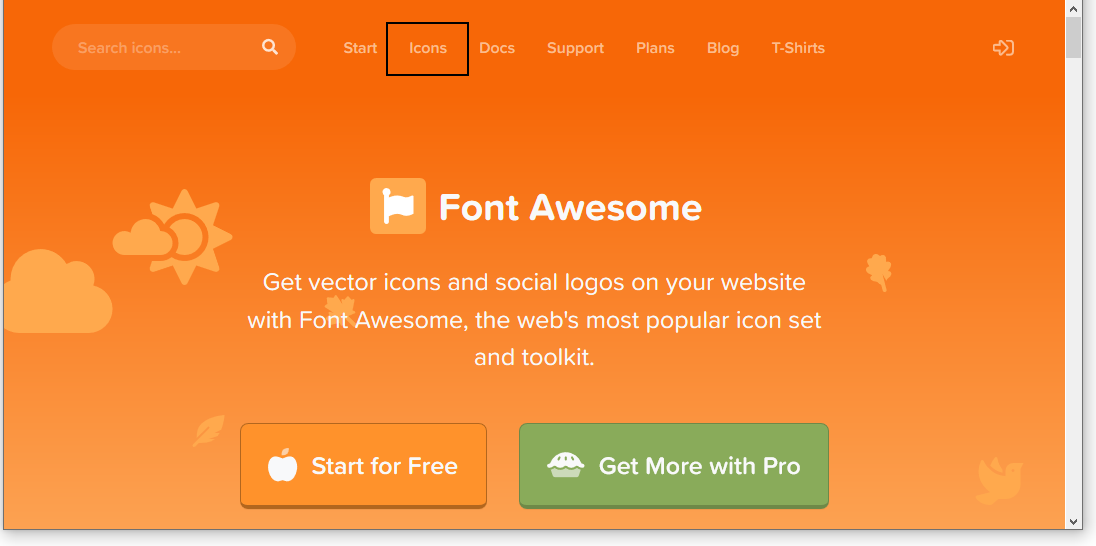 Search icons...
Start Icons Docs Support Plans Blog T-Shirts
Font Awesome
Get vector icons and social logos on your website
with Font Awesome, the web's most popular icon set
and toolkit.
Start for Free
Get More with Pro